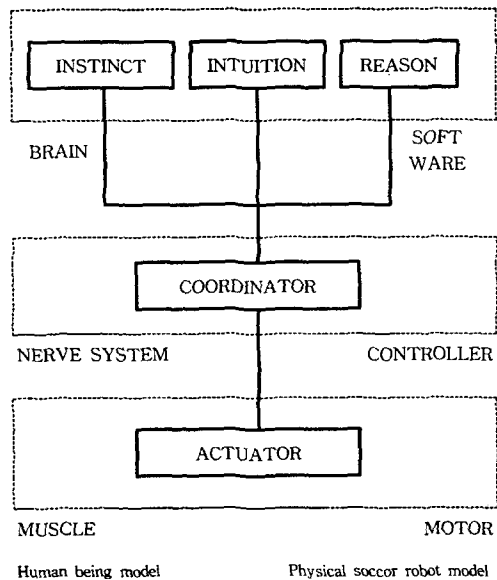 INSTINCT INTUITION REASON
BRAIN SOFT
WARE
COORDINATOR
NERVE SYSTEM CONTROLLER
ACTUATOR
MUSCLE MOTOR
Human being model Physical soccor robot model